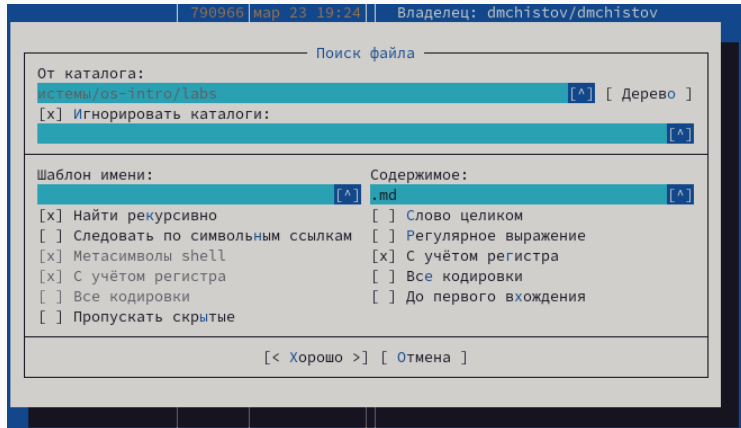 790966 мар 23 19:24 Владелец: dmchistov/dmchistov
Поиск файла
От каталога:
истемы/os-intro/labs [^] [ Дерево ]
[x] Игнорировать каталоги:
[^]
Шаблон имени: Содержимое:
[^] .md [^]
[x] Найти рекурсивно [ ] Слово целиком
[ ] Следовать по символьным ссылкам [ ] Регулярное выражение
[x] Метасимволы shell [x] С учётом регистра
[x] С учётом регистра [ ] Все кодировки
[ ] Все кодировки [ ] До первого вхождения
[ ] Пропускать скрытые
[< Хорошо >] [ Отмена ]